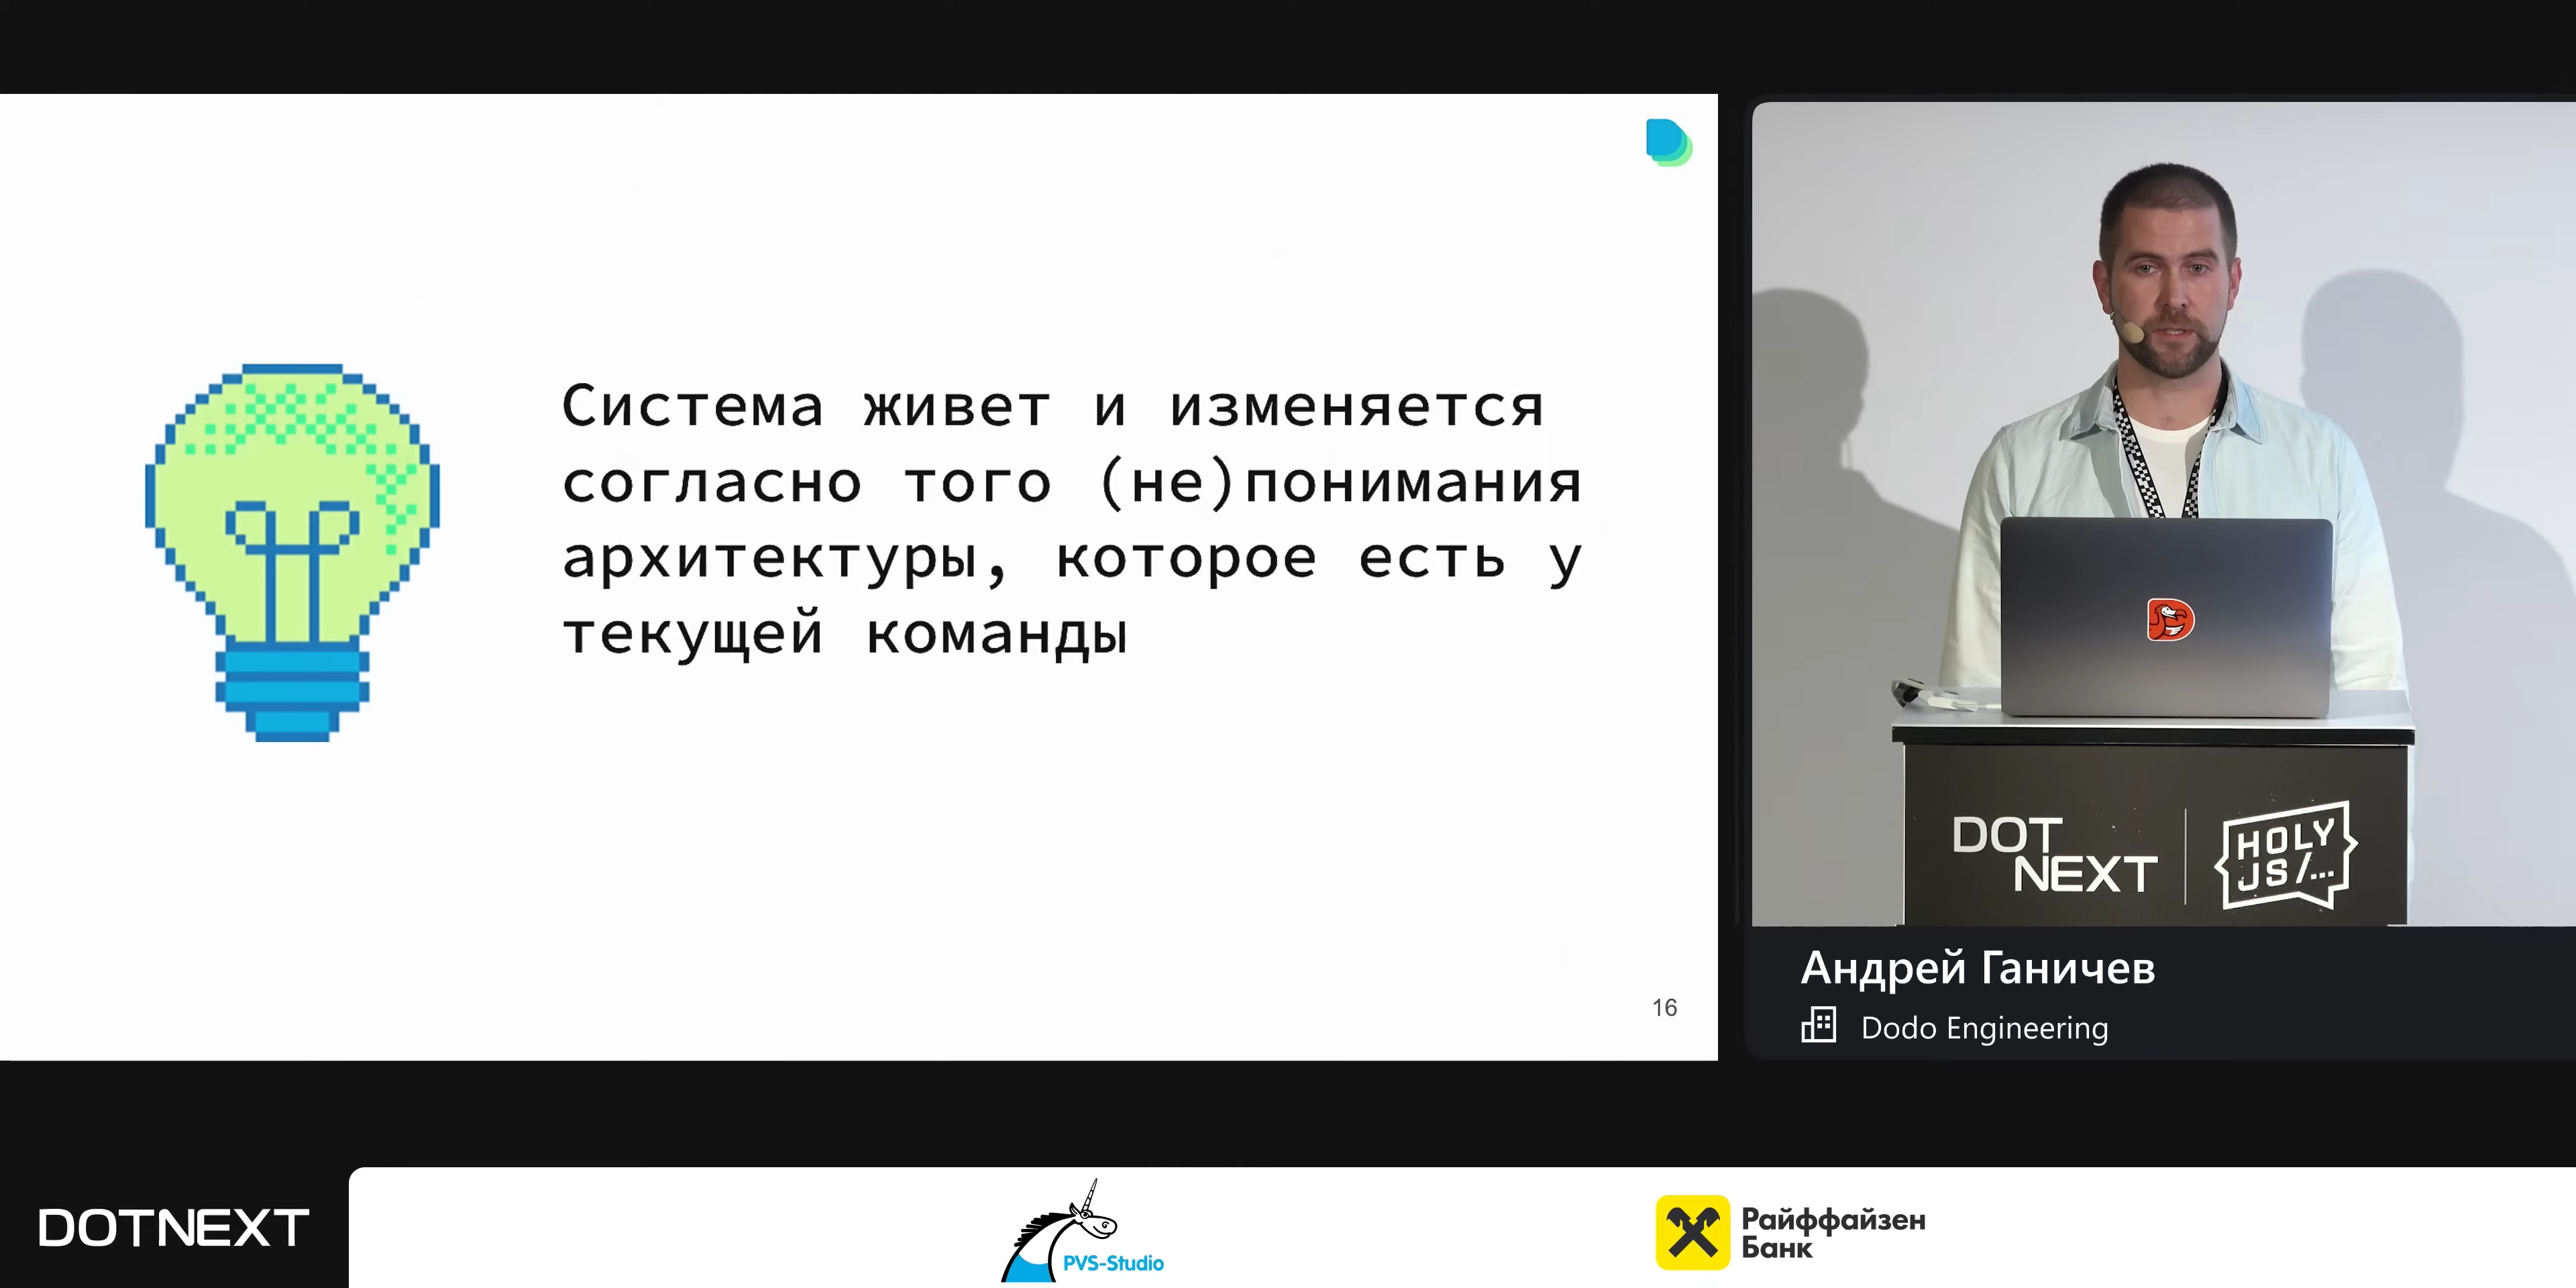 Система живет и изменяется
согласно того (не)понимания
архитектуры, которое есть у
текущей команды
16
DOT
NEXT
HOLY
JS/...
Андрей Ганичев
Dodo Engineering
DOTNEXT
PVS-Studio
Райффайзен
Банк